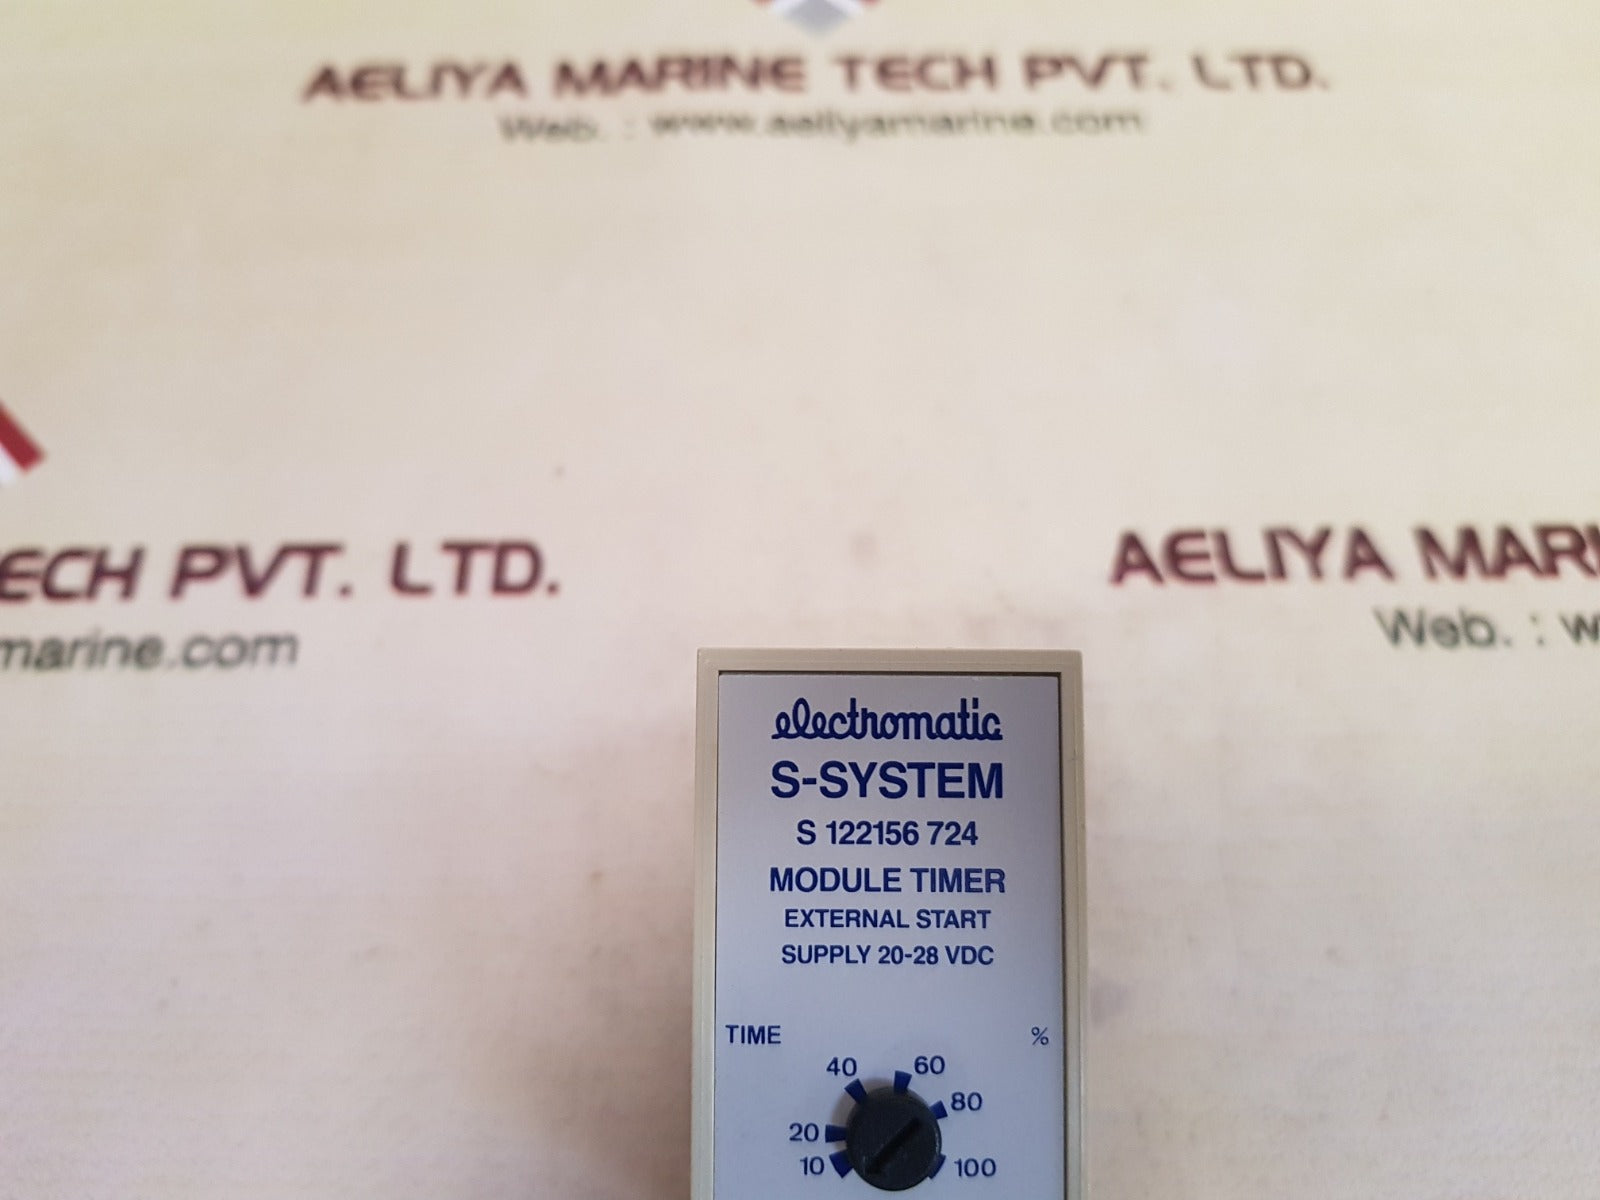 AELIYA MARINE TECH PVT. LTD.
Web. : www.aeliyamarine.com
ECH PVT. LTD.
marine.com
AELIYA MARI
Web. : w
electromatic
S-SYSTEM
S 122156 724
MODULE TIMER
EXTERNAL START
SUPPLY 20-28 VDC
TIME %
40 60
80
20
10 100